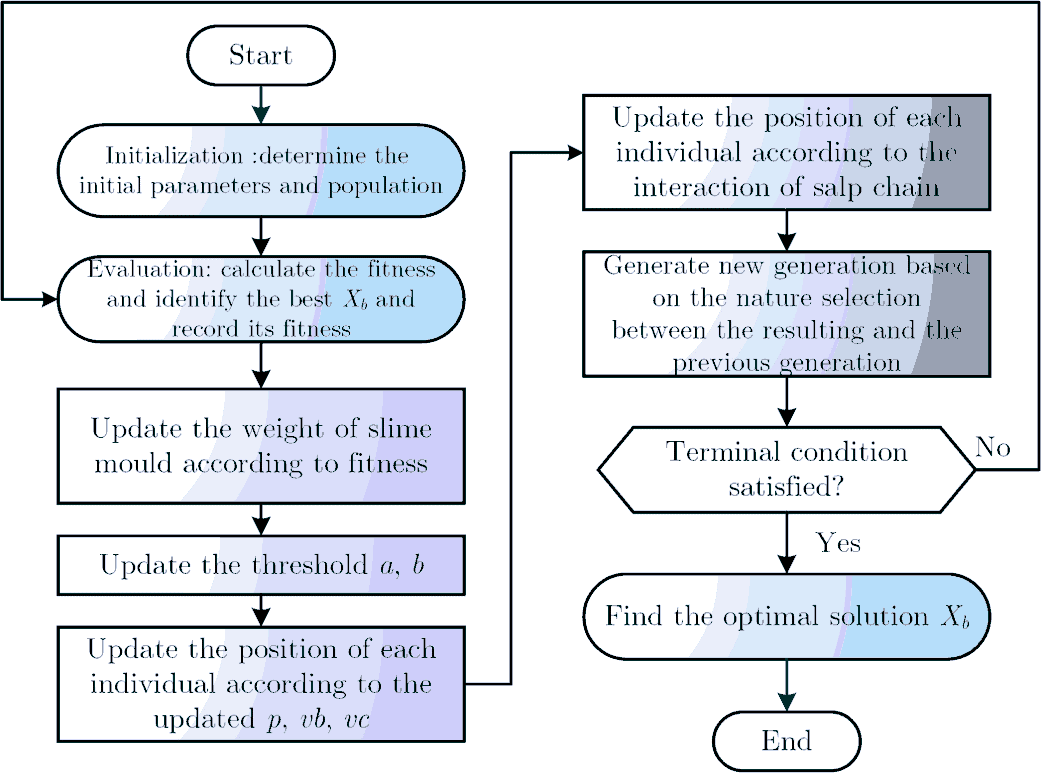 Start
Initialization :determine the
initial parameters and population
Evaluation: calculate the fitness
and identify the best X_b and
record its fitness
Update the weight of slime
mould according to fitness
Update the threshold a, b
Update the position of each
individual according to the
updated p, vb, vc
Update the position of each
individual according to the
interaction of salp chain
Generate new generation based
on the nature selection
between the resulting and the
previous generation
Terminal condition
satisfied?
No
Yes
Find the optimal solution X_b
End